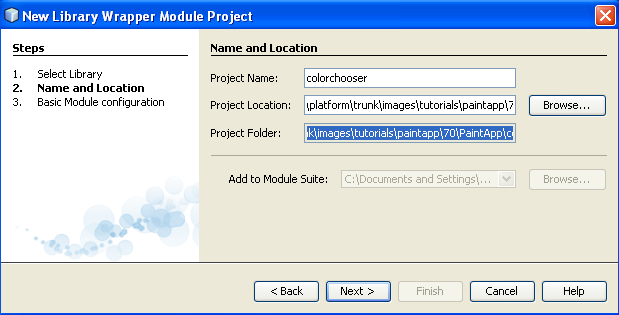 New Library Wrapper Module Project
Steps
1. Select Library
2. Name and Location
3. Basic Module configuration
Name and Location
Project Name: colorchooser
Project Location: \platform\trunk\images\tutorials\paintapp\7 Browse...
Project Folder: \images\tutorials\paintapp\70\PaintApp\c
Add to Module Suite: C:\Documents and Settings\... Browse...
< Back Next > Finish Cancel Help